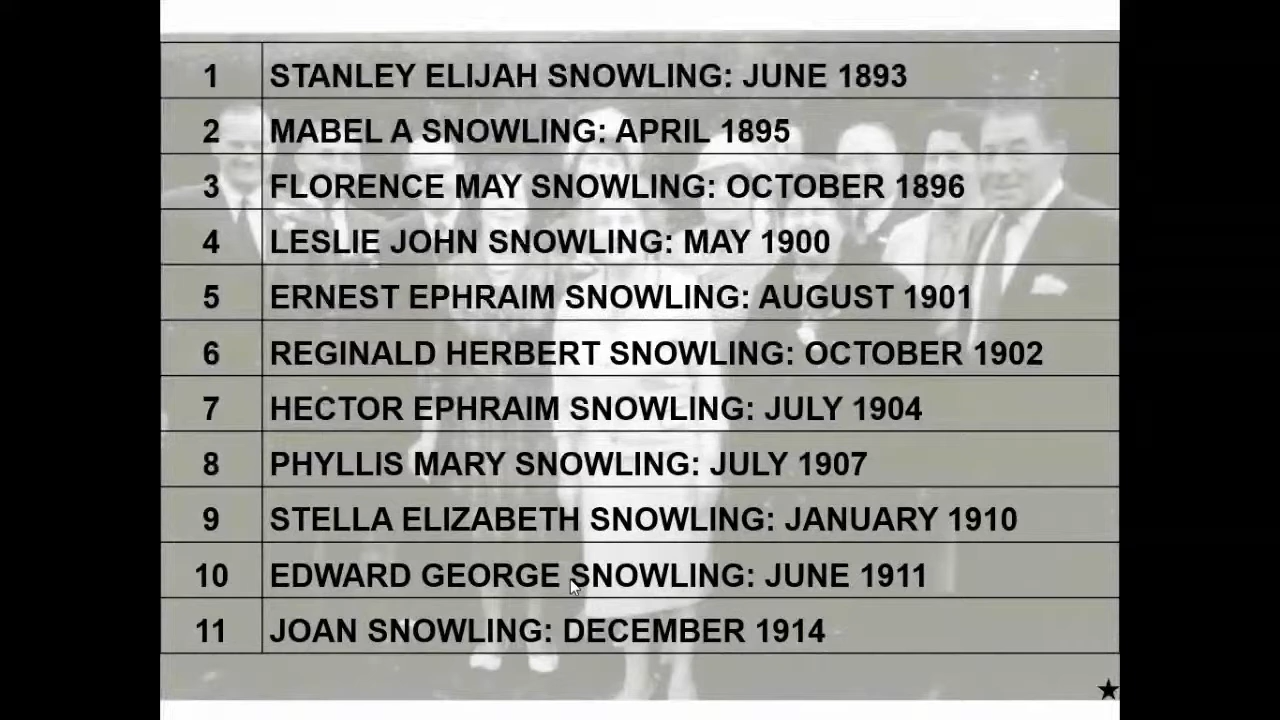 1 STANLEY ELIJAH SNOWLING: JUNE 1893
2 MABEL A SNOWLING: APRIL 1895
3 FLORENCE MAY SNOWLING: OCTOBER 1896
4 LESLIE JOHN SNOWLING: MAY 1900
5 ERNEST EPHRAIM SNOWLING: AUGUST 1901
6 REGINALD HERBERT SNOWLING: OCTOBER 1902
7 HECTOR EPHRAIM SNOWLING: JULY 1904
8 PHYLLIS MARY SNOWLING: JULY 1907
9 STELLA ELIZABETH SNOWLING: JANUARY 1910
10 EDWARD GEORGE SNOWLING: JUNE 1911
11 JOAN SNOWLING: DECEMBER 1914